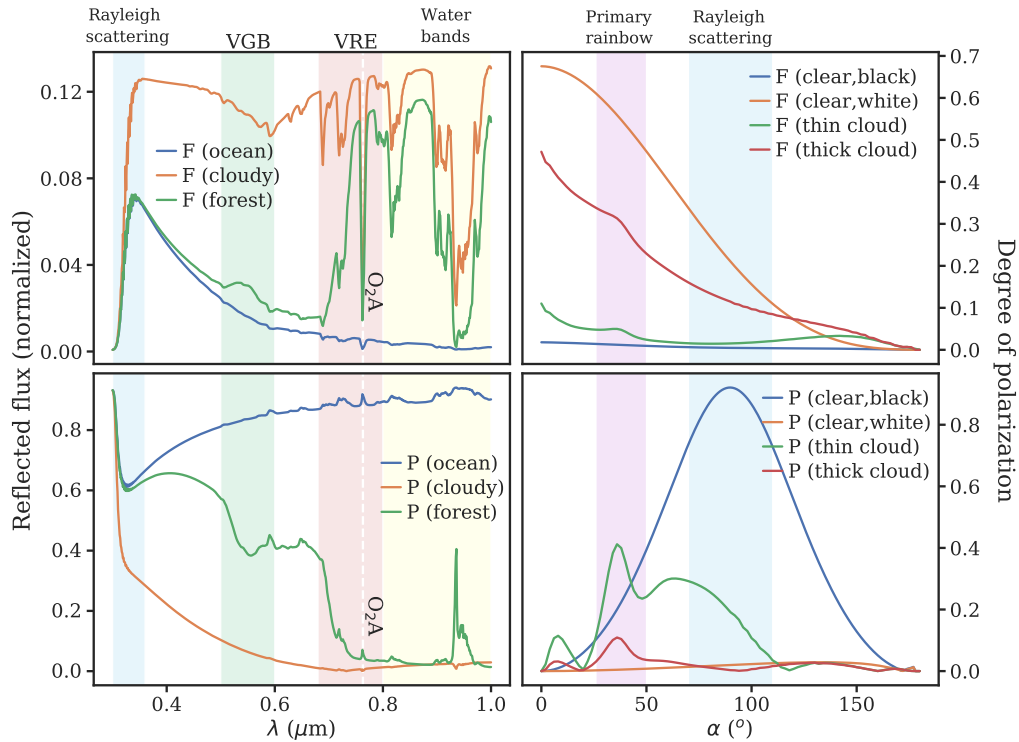 Rayleigh
scattering
VGB
VRE
Water
bands
Primary
rainbow
Rayleigh
scattering
0.12
0.08
0.04
0.00
F (ocean)
F (cloudy)
F (forest)
O₂A
F (clear,black)
F (clear,white)
F (thin cloud)
F (thick cloud)
0.7
0.6
0.5
0.4
0.3
0.2
0.1
0.0
Reflected flux (normalized)
Degree of polarization
0.8
0.6
0.4
0.2
0.0
P (ocean)
P (cloudy)
P (forest)
O₂A
P (clear,black)
P (clear,white)
P (thin cloud)
P (thick cloud)
0.8
0.6
0.4
0.2
0.0
0.4
0.6
0.8
1.0
λ (μm)
0
50
100
150
α (°)